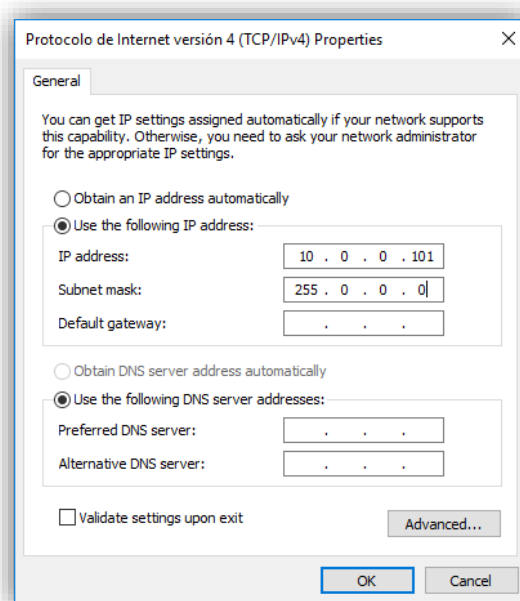 Protocolo de Internet versión 4 (TCP/IPv4) Properties
General
You can get IP settings assigned automatically if your network supports
this capability. Otherwise, you need to ask your network administrator
for the appropriate IP settings.
Obtain an IP address automatically
Use the following IP address:
IP address: 10 . 0 . 0 . 101
Subnet mask: 255 . 0 . 0 . 0
Default gateway: . . .
Obtain DNS server address automatically
Use the following DNS server addresses:
Preferred DNS server: . . .
Alternative DNS server: . . .
Validate settings upon exit
Advanced...
OK Cancel